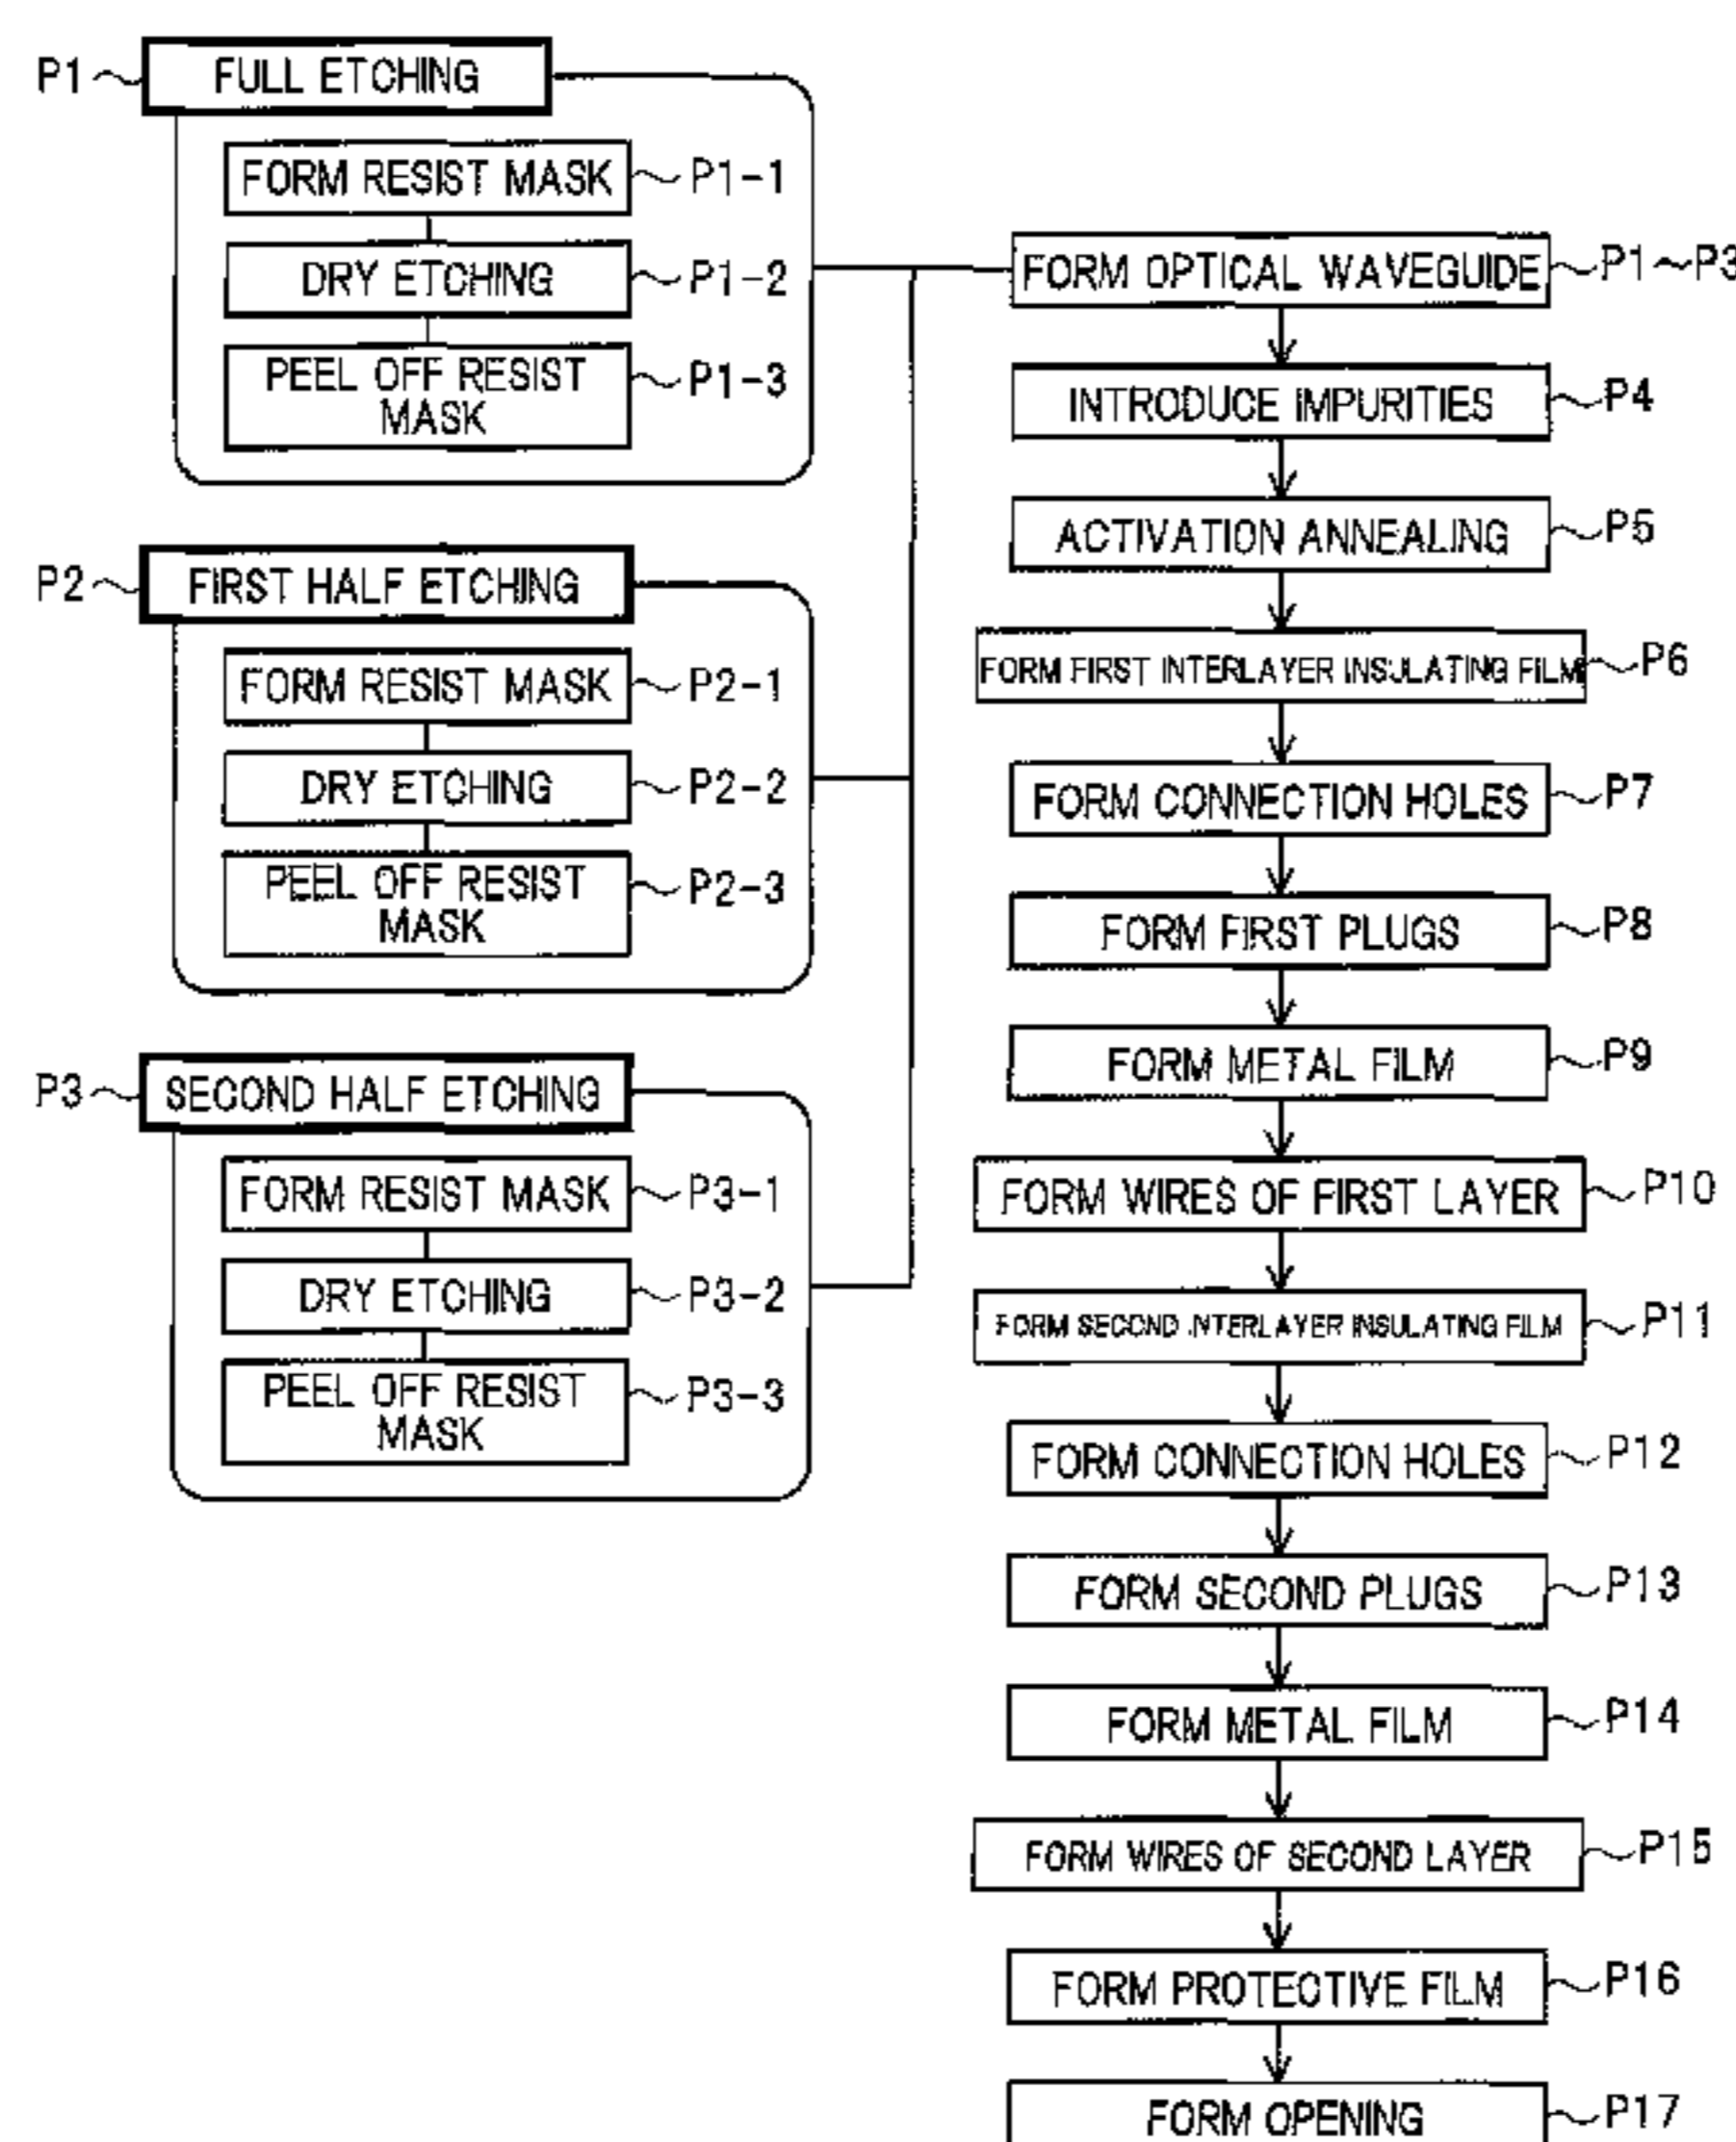 P1
FULL ETCHING
FORM RESIST MASK
P1-1
DRY ETCHING
P1-2
PEEL OFF RESIST
MASK
P1-3
P2
FIRST HALF ETCHING
FORM RESIST MASK
P2-1
DRY ETCHING
P2-2
PEEL OFF RESIST
MASK
P2-3
P3
SECOND HALF ETCHING
FORM RESIST MASK
P3-1
DRY ETCHING
P3-2
PEEL OFF RESIST
MASK
P3-3
FORM OPTICAL WAVEGUIDE
P1~P3
INTRODUCE IMPURITIES
P4
ACTIVATION ANNEALING
P5
FORM FIRST INTERLAYER INSULATING FILM
P6
FORM CONNECTION HOLES
P7
FORM FIRST PLUGS
P8
FORM METAL FILM
P9
FORM WIRES OF FIRST LAYER
P10
FORM SECOND INTERLAYER INSULATING FILM
P11
FORM CONNECTION HOLES
P12
FORM SECOND PLUGS
P13
FORM METAL FILM
P14
FORM WIRES OF SECOND LAYER
P15
FORM PROTECTIVE FILM
P16
FORM OPENING
P17